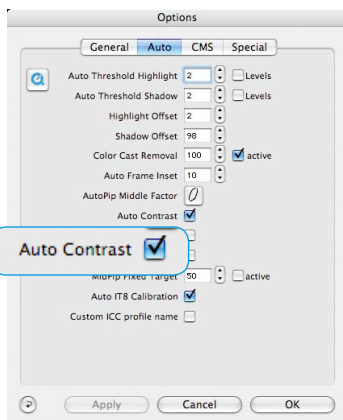 Options
General Auto CMS Special
Auto Threshold Highlight 2 Levels
Auto Threshold Shadow 2 Levels
Highlight Offset 2
Shadow Offset 98
Color Cast Removal 100 active
Auto Frame Inset 10
AutoPip Middle Factor
Auto Contrast
Auto Contrast
MidPip Fixed Target 50 active
Auto IT8 Calibration
Custom ICC profile name
Apply Cancel OK